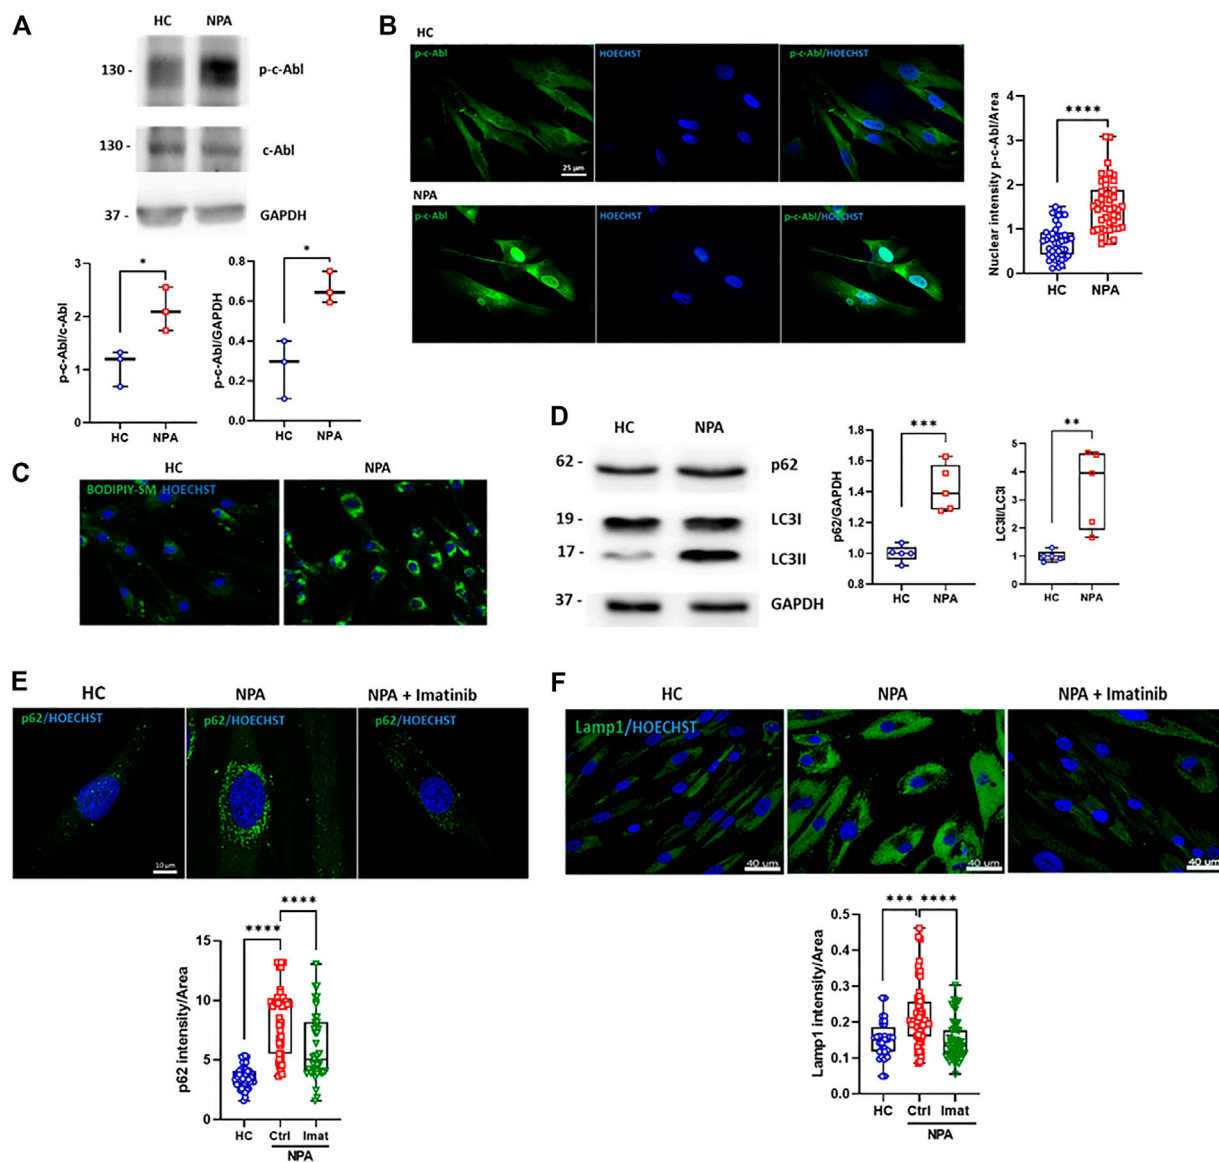 A
HC NPA
130 - p-c-Abl
130 - c-Abl
37 - GAPDH
*
p-c-Abl/c-Abl
3
2
1
0
HC NPA
*
p-c-Abl/GAPDH
0.8
0.6
0.4
0.2
0.0
HC NPA
B
HC
p-c-Abl HOECHST p-c-Abl/HOECHST
25 µm
NPA
p-c-Abl HOECHST p-c-Abl/HOECHST
****
Nuclear intensity p-c-Abl/Area
4
3
2
1
0
HC NPA
C
HC NPA
BODIPIY-SM HOECHST
D
HC NPA
62 - p62
19 - LC3I
17 - LC3II
37 - GAPDH
***
p62/GAPDH
1.8
1.6
1.4
1.2
1.0
0.8
HC NPA
**
LC3II/LC3I
5
4
3
2
1
0
HC NPA
E
HC NPA NPA + Imatinib
p62/HOECHST p62/HOECHST p62/HOECHST
10 µm
**** ****
p62 intensity/Area
15
10
5
0
HC Ctrl Imat
NPA
F
HC NPA NPA + Imatinib
Lamp1/HOECHST
40 um 40 um 40 um
*** ****
Lamp1 intensity/Area
0.5
0.4
0.3
0.2
0.1
0.0
HC Ctrl Imat
NPA